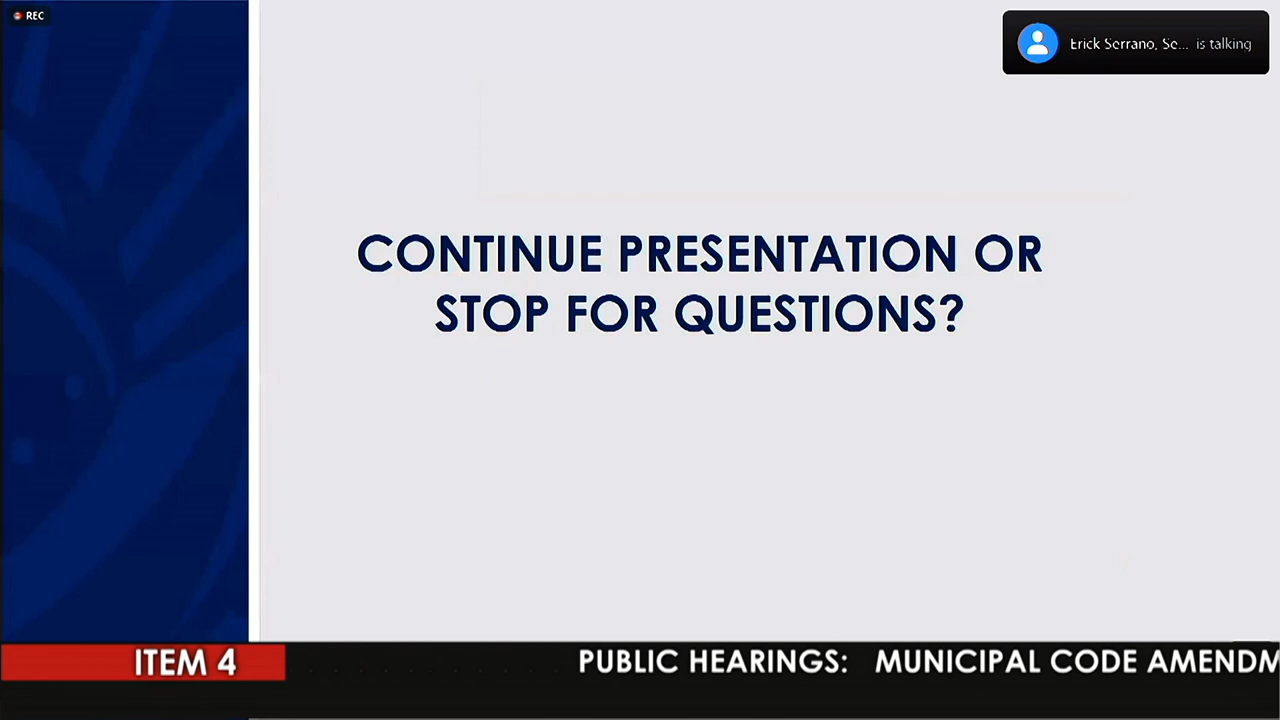 REC
Erick Serrano, Se... is talking
CONTINUE PRESENTATION OR
STOP FOR QUESTIONS?
ITEM 4
PUBLIC HEARINGS: MUNICIPAL CODE AMENDM